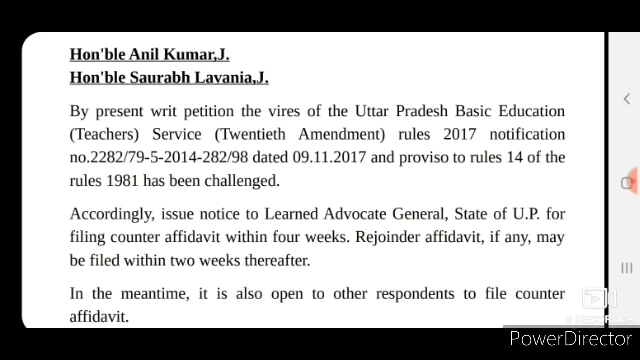 Hon'ble Anil Kumar,J.
Hon'ble Saurabh Lavania,J.
By present writ petition the vires of the Uttar Pradesh Basic Education
(Teachers) Service (Twentieth Amendment) rules 2017 notification
no.2282/79-5-2014-282/98 dated 09.11.2017 and proviso to rules 14 of the
rules 1981 has been challenged.
Accordingly, issue notice to Learned Advocate General, State of U.P. for
filing counter affidavit within four weeks. Rejoinder affidavit, if any, may
be filed within two weeks thereafter.
In the meantime, it is also open to other respondents to file counter
affidavit.
PowerDirector